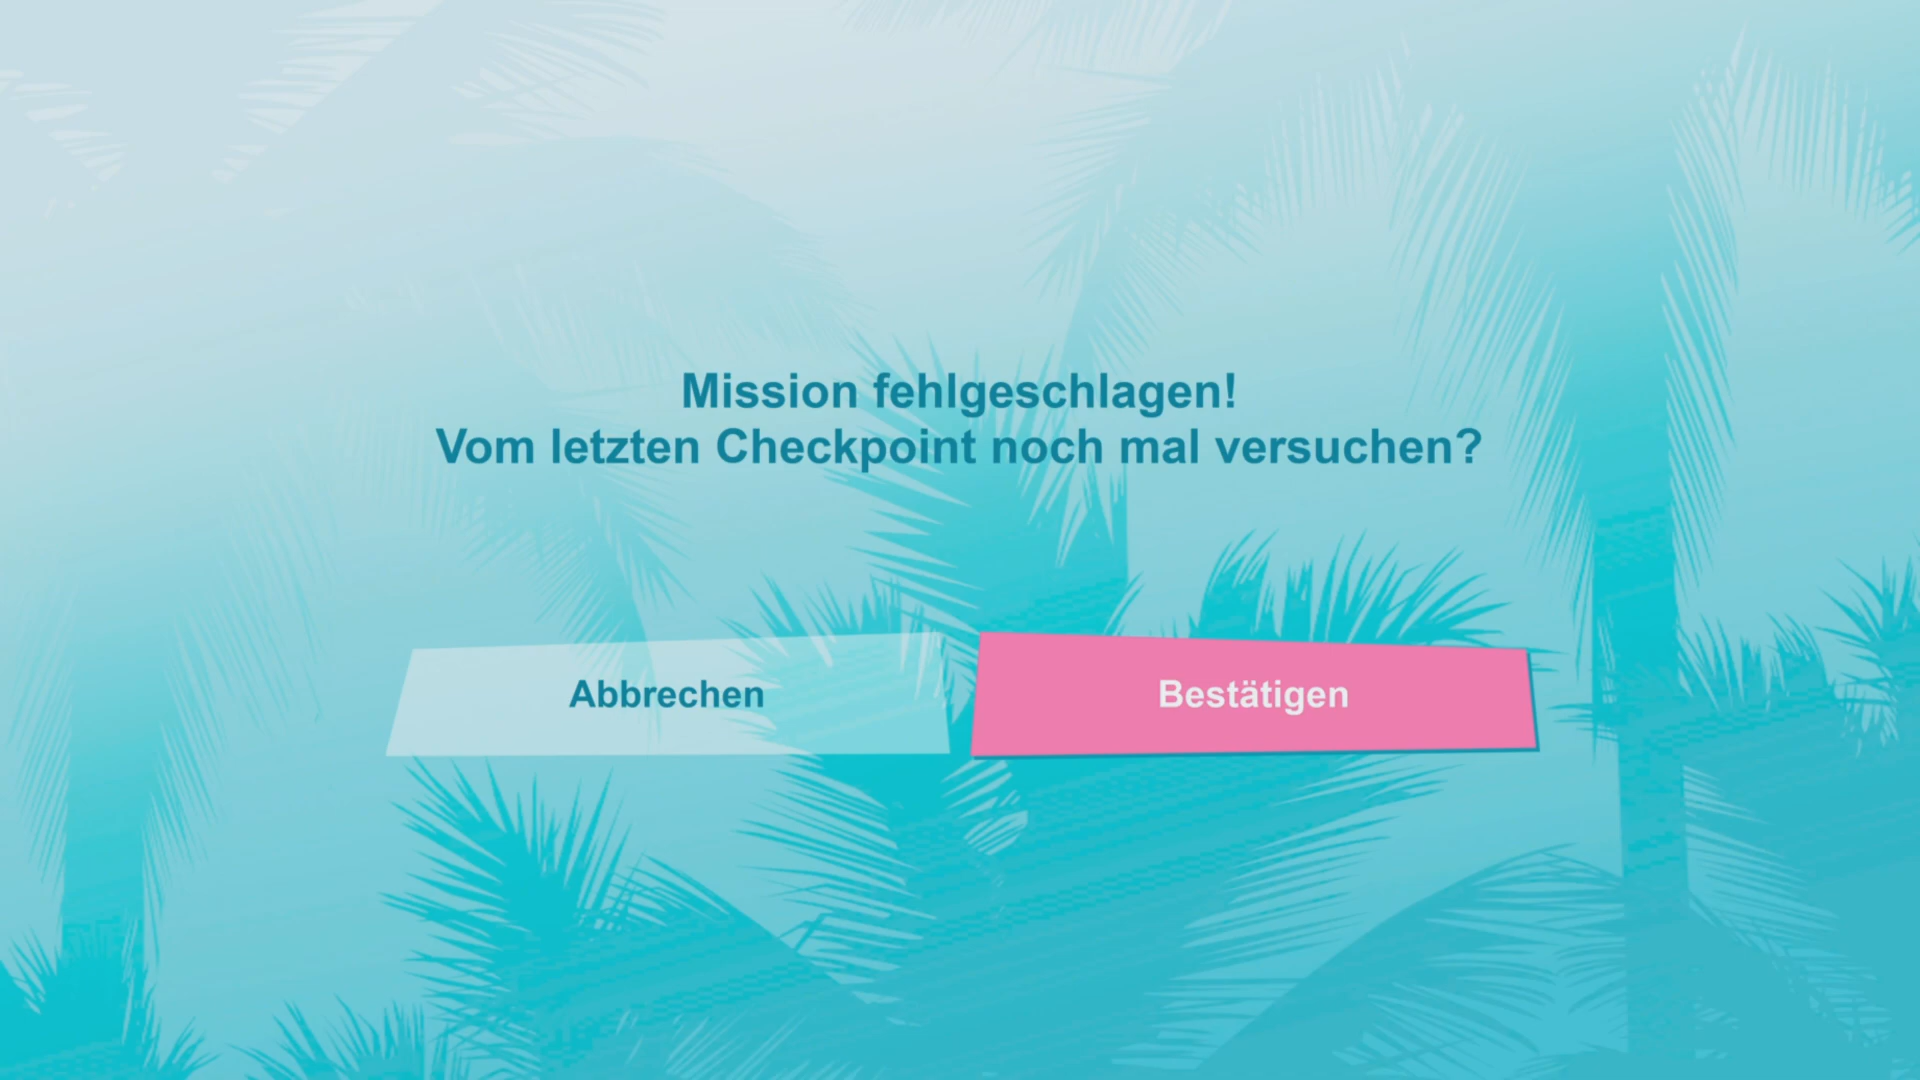 Mission fehlgeschlagen!
Vom letzten Checkpoint noch mal versuchen?
Abbrechen
Bestätigen